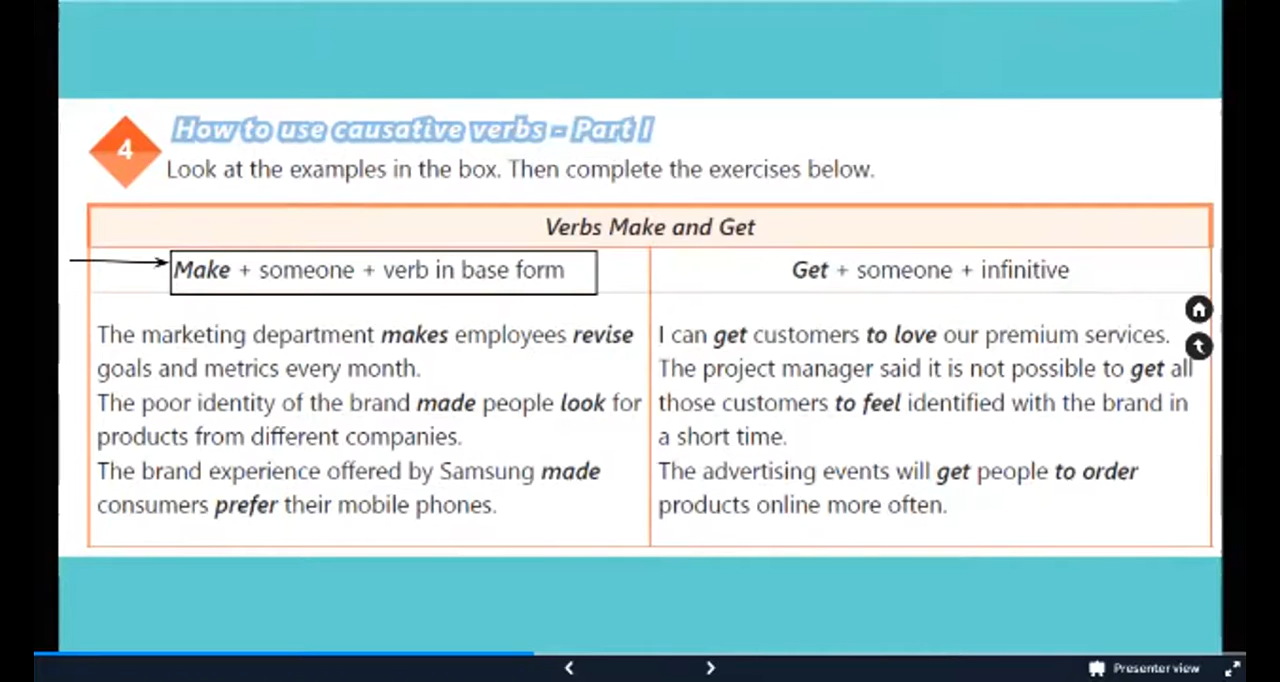 4
How to use causative verbs - Part I
Look at the examples in the box. Then complete the exercises below.
Verbs Make and Get
Make + someone + verb in base form
The marketing department makes employees revise
goals and metrics every month.
The poor identity of the brand made people look for
products from different companies.
The brand experience offered by Samsung made
consumers prefer their mobile phones.
Get + someone + infinitive
I can get customers to love our premium services.
The project manager said it is not possible to get all
those customers to feel identified with the brand in
a short time.
The advertising events will get people to order
products online more often.
Presenter view